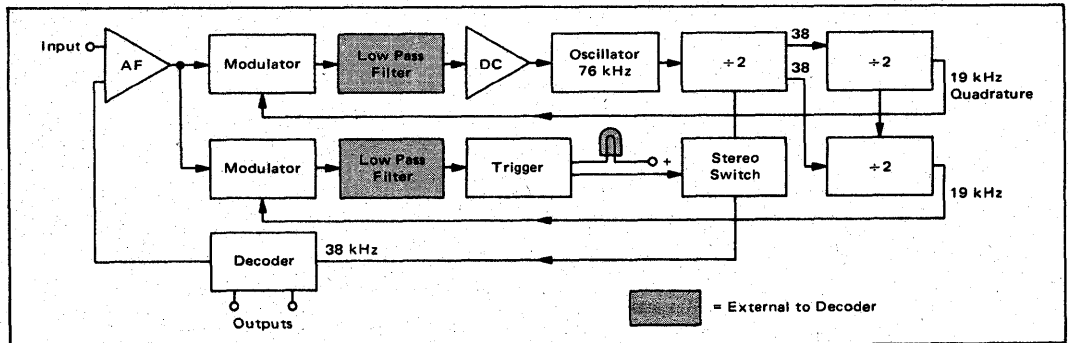 Input
AF
Modulator
Low Pass
Filter
DC
Oscillator
76 kHz
÷2
38
38
÷2
19 kHz
Quadrature
Modulator
Low Pass
Filter
Trigger
+
Stereo
Switch
÷2
19 kHz
Decoder
38 kHz
Outputs
= External to Decoder